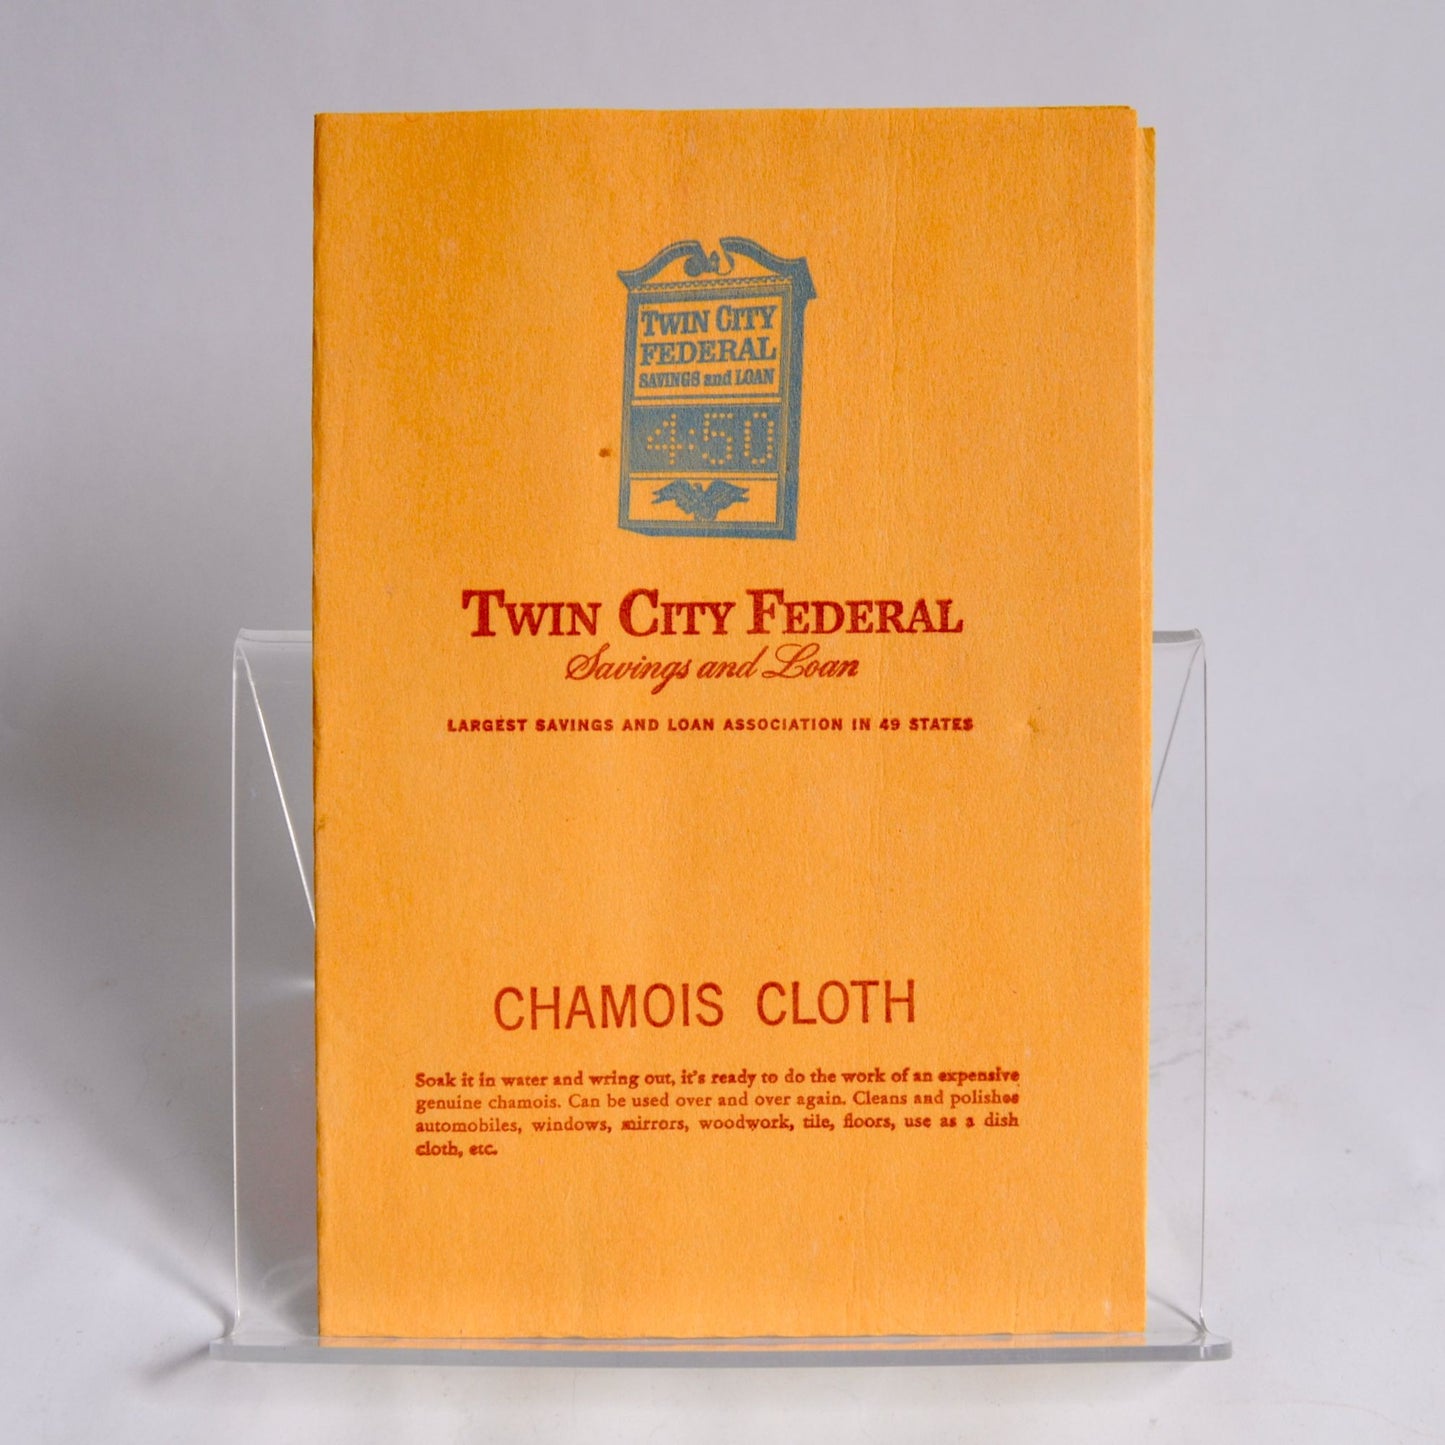 TWIN CITY
FEDERAL
SAVINGS and LOAN
4:50
TWIN CITY FEDERAL
Savings and Loan
LARGEST SAVINGS AND LOAN ASSOCIATION IN 49 STATES
CHAMOIS CLOTH
Soak it in water and wring out, it's ready to do the work of an expensive
genuine chamois. Can be used over and over again. Cleans and polishes
automobiles, windows, mirrors, woodwork, tile, floors, use as a dish
cloth, etc.